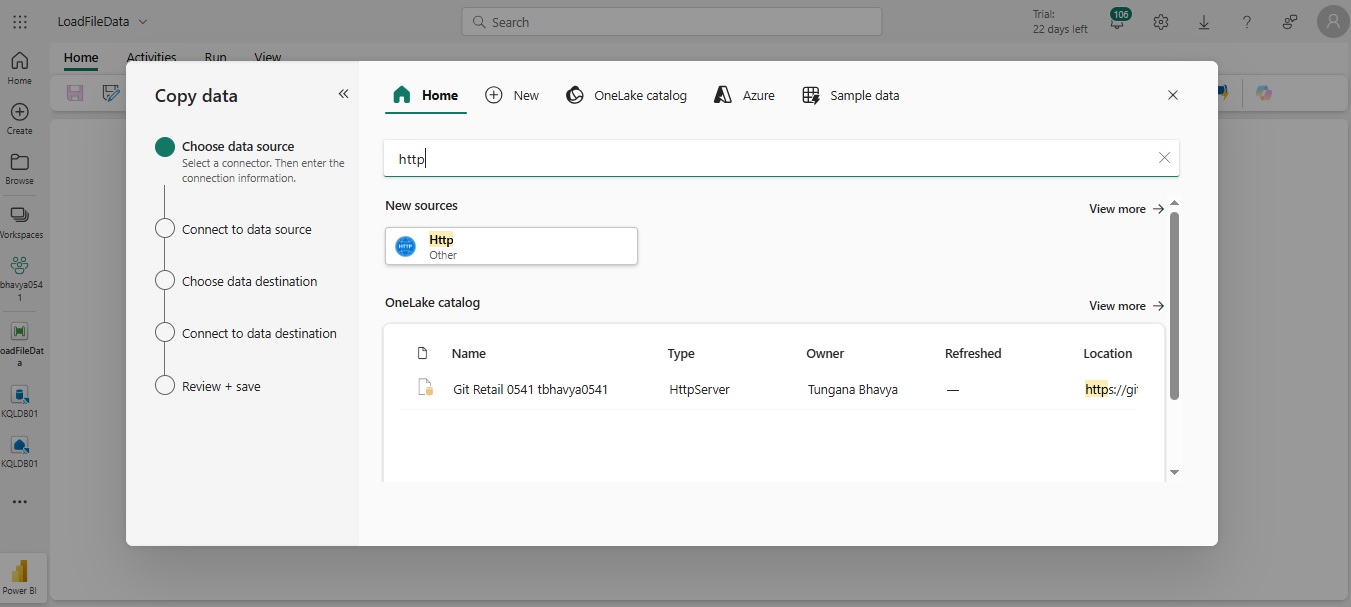 LoadFileData
Search
Trial:
22 days left
106
?
Home
Activities
Run
View
Home
Create
Browse
Workspaces
bhavya054
1
oadFileDat
a
KQLDB01
KQLDB01
Power BI
Copy data
Choose data source
Select a connector. Then enter the
connection information.
Connect to data source
Choose data destination
Connect to data destination
Review + save
Home
New
OneLake catalog
Azure
Sample data
http
New sources
View more
HTTP
Http
Other
OneLake catalog
View more
Name Type Owner Refreshed Location
Git Retail 0541 tbhavya0541 HttpServer Tungana Bhavya — https://git